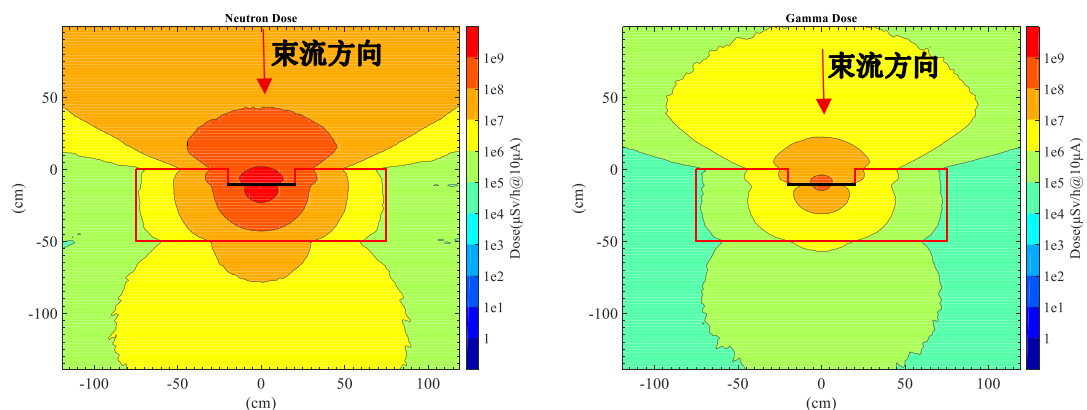 Neutron Dose
束流方向
50
0
-50
-100
-100
-50
0
50
100
(cm)
(cm)
1e9
1e8
1e7
1e6
1e5
1e4
1e3
1e2
1e1
1
Dose(μSv/h@10μA)
Gamma Dose
束流方向
50
0
-50
-100
-100
-50
0
50
100
(cm)
(cm)
1e9
1e8
1e7
1e6
1e5
1e4
1e3
1e2
1e1
1
Dose(μSv/h@10μA)